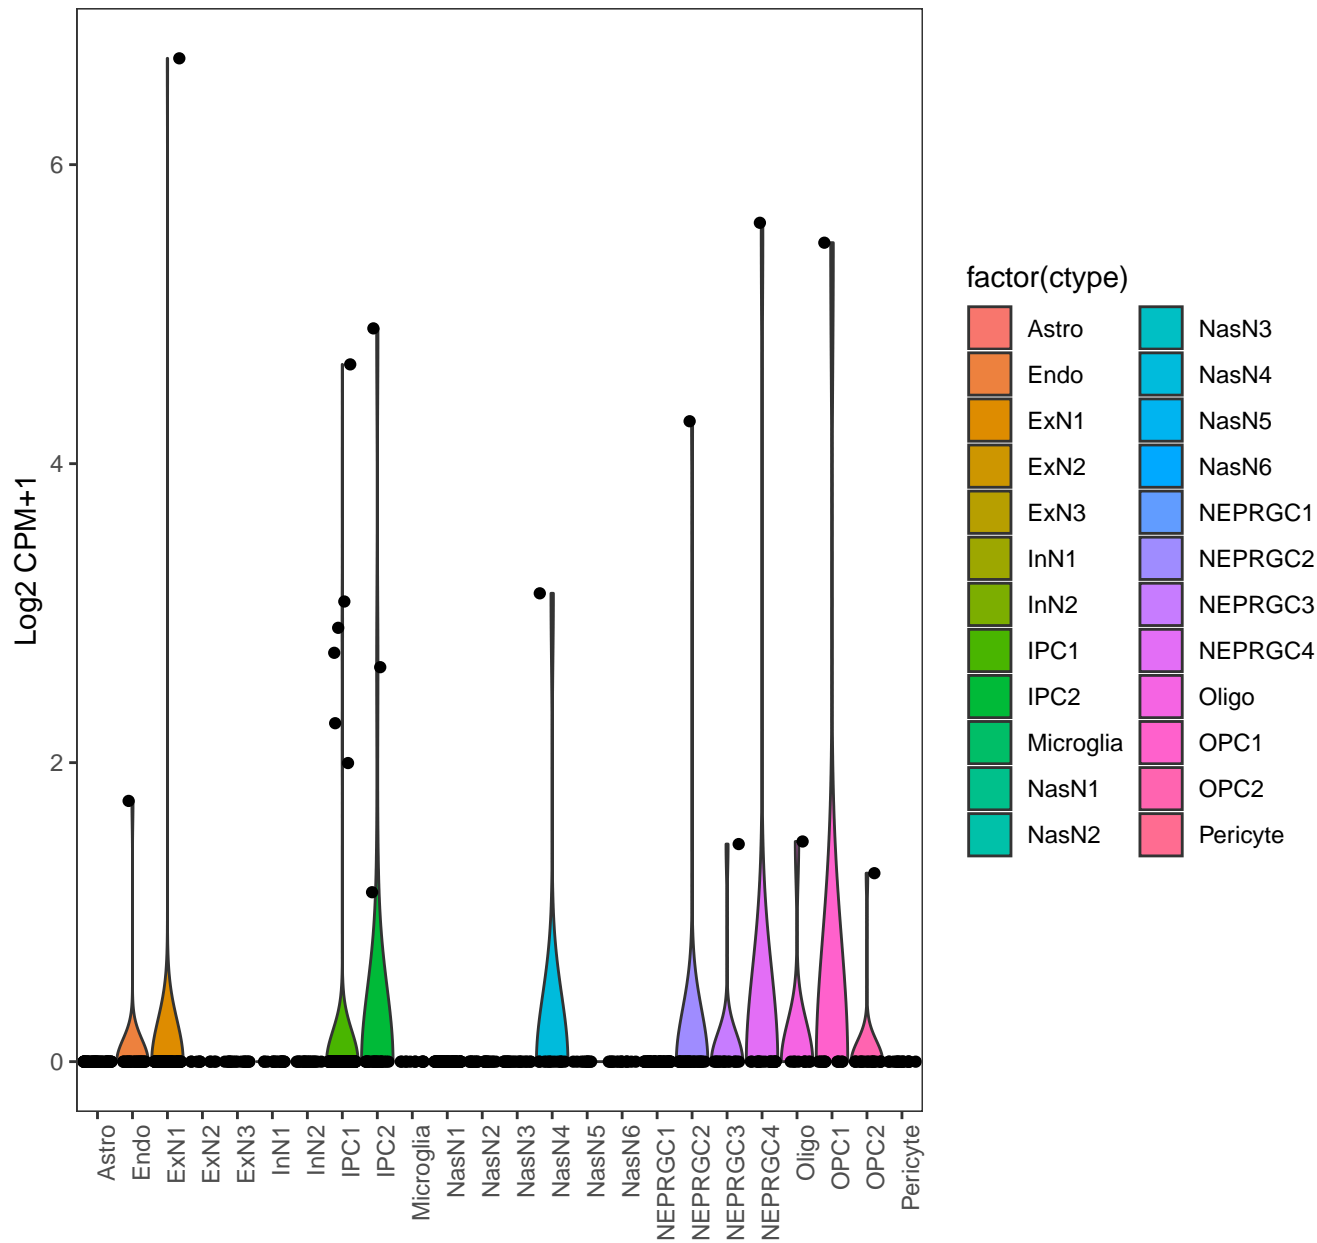 6
4
2
0
Log2 CPM+1
Astro
Endo
ExN1
ExN2
ExN3
InN1
InN2
IPC1
IPC2
Microglia
NasN1
NasN2
NasN3
NasN4
NasN5
NasN6
NEPRGC1
NEPRGC2
NEPRGC3
NEPRGC4
Oligo
OPC1
OPC2
Pericyte
factor(ctype)
Astro
Endo
ExN1
ExN2
ExN3
InN1
InN2
IPC1
IPC2
Microglia
NasN1
NasN2
NasN3
NasN4
NasN5
NasN6
NEPRGC1
NEPRGC2
NEPRGC3
NEPRGC4
Oligo
OPC1
OPC2
Pericyte